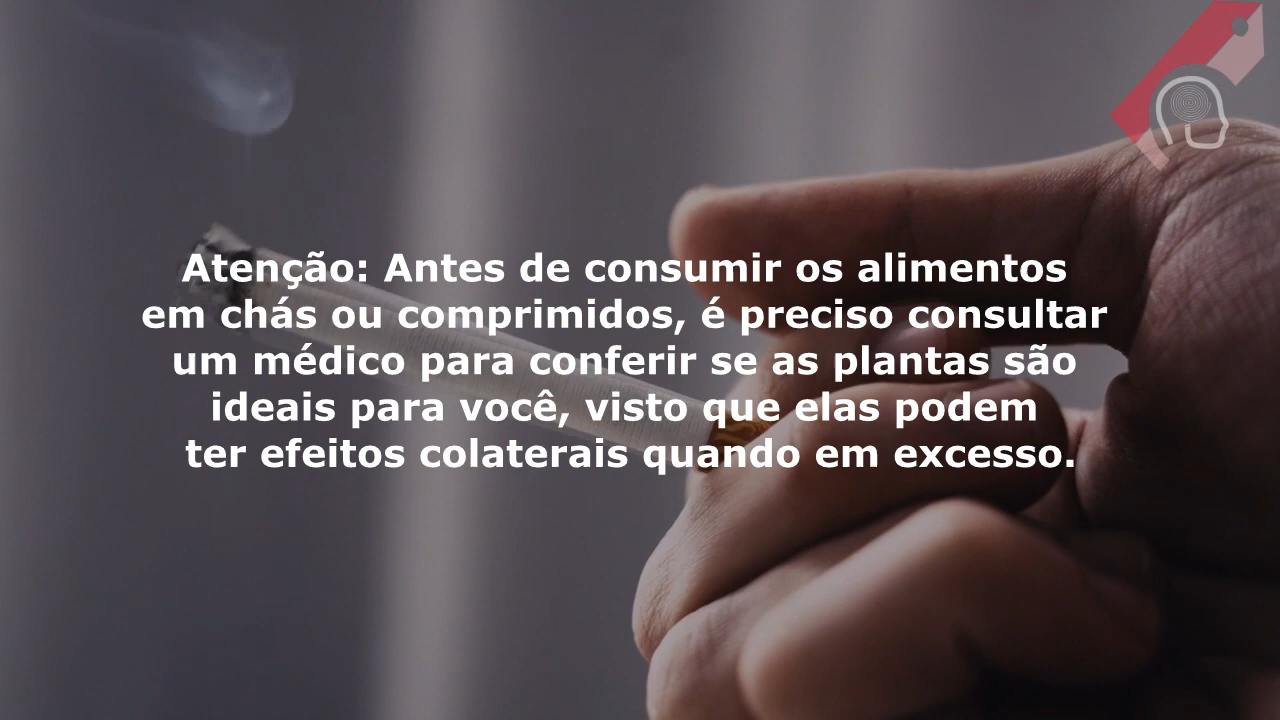 Atenção: Antes de consumir os alimentos
em chás ou comprimidos, é preciso consultar
um médico para conferir se as plantas são
ideais para você, visto que elas podem
ter efeitos colaterais quando em excesso.